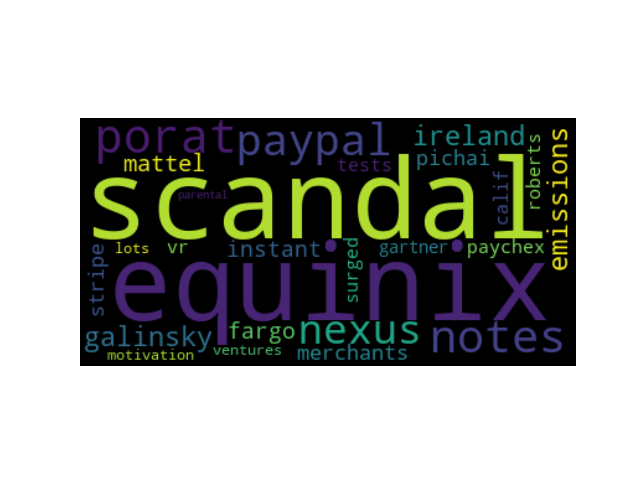 porat
paypal
ireland
emissions
mattel
tests
pichai
roberts
scandal
parental
calif
stripe
lots
vr
instant
surged
gartner
paychex
equinix
galinsky
fargo
nexus
notes
motivation
ventures
merchants